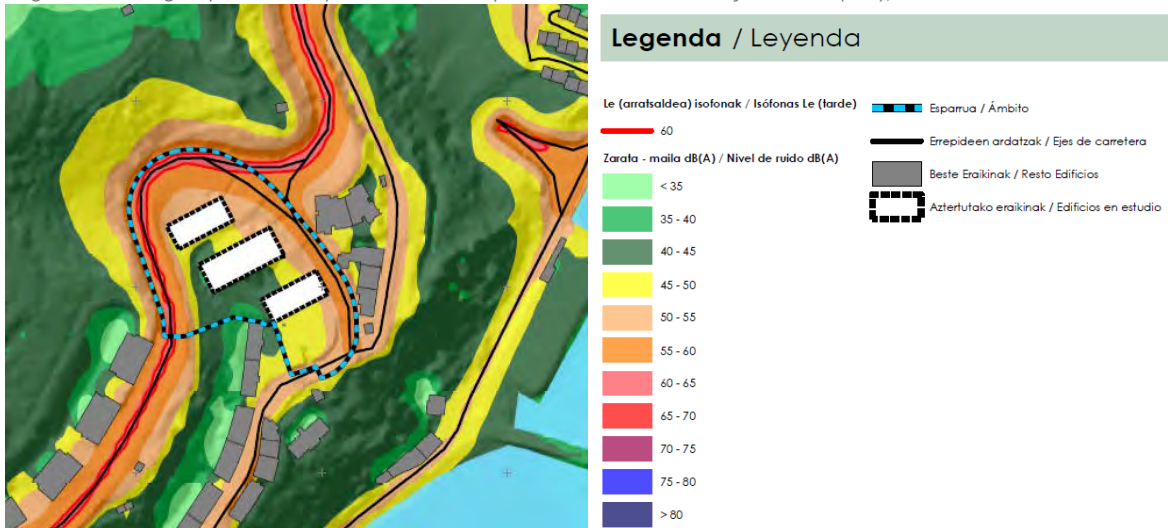 Legenda / Leyenda
Le (arratsaldea) isofonak / Isófonas Le (tarde)
60
Zarata - maila dB(A) / Nivel de ruido dB(A)
< 35
35 - 40
40 - 45
45 - 50
50 - 55
55 - 60
60 - 65
65 - 70
70 - 75
75 - 80
> 80
Esparrua / Ámbito
Errepideen ardatzak / Ejes de carretera
Beste Eraikinak / Resto Edificios
Aztertutako eraikinak / Edificios en estudio